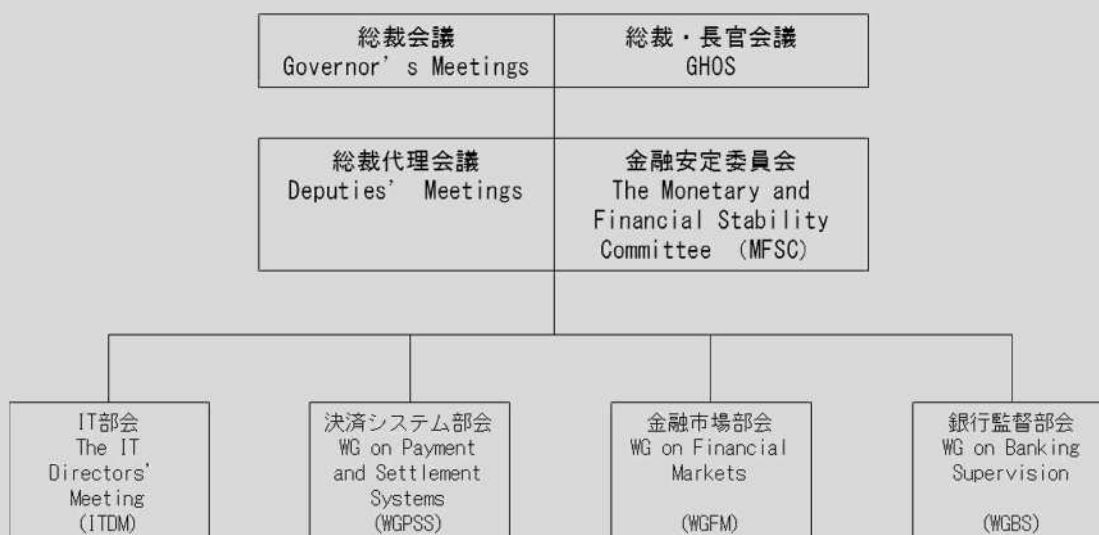 総裁会議
Governor's Meetings
総裁・長官会議
GHOS
総裁代理会議
Deputies' Meetings
金融安定委員会
The Monetary and
Financial Stability
Committee (MFSC)
IT部会
The IT
Directors'
Meeting
(ITDM)
決済システム部会
WG on Payment
and Settlement
Systems
(WGPSS)
金融市場部会
WG on Financial
Markets
(WGFM)
銀行監督部会
WG on Banking
Supervision
(WGBS)